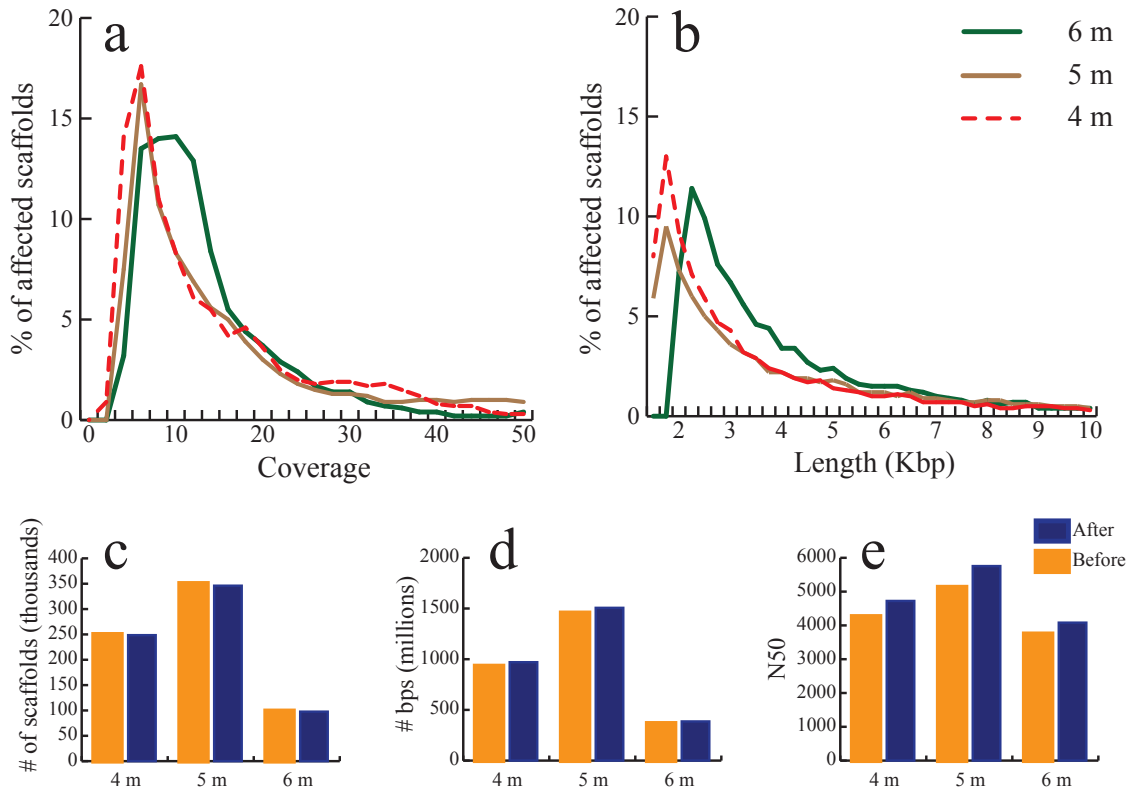 a
% of affected scaffolds
20
15
10
5
0
0
10
20
30
40
50
Coverage
b
% of affected scaffolds
20
15
10
5
0
2
3
4
5
6
7
8
9
10
Length (Kbp)
6 m
5 m
4 m
c
# of scaffolds (thousands)
400
350
300
250
200
150
100
50
0
4 m
5 m
6 m
d
# bps (millions)
2000
1500
1000
500
0
4 m
5 m
6 m
e
After
Before
N50
6000
5000
4000
3000
2000
1000
0
4 m
5 m
6 m